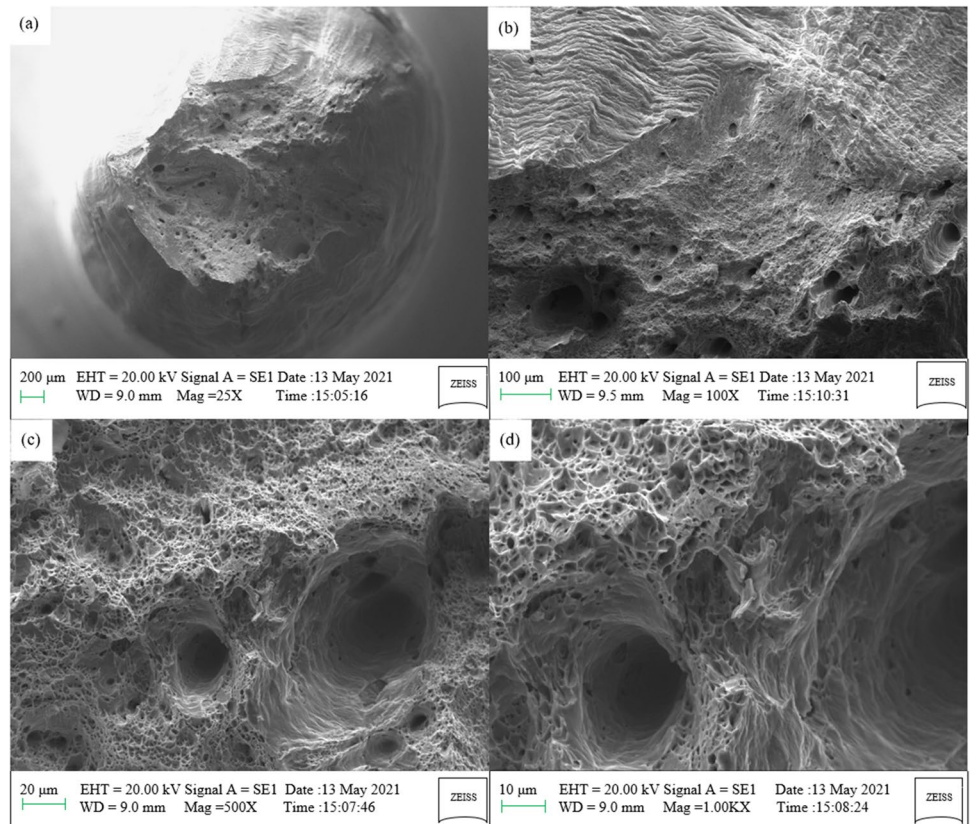 (a)
200 μm EHT = 20.00 kV Signal A = SE1 Date :13 May 2021
WD = 9.0 mm Mag =25X Time :15:05:16
ZEISS
(b)
100 μm EHT = 20.00 kV Signal A = SE1 Date :13 May 2021
WD = 9.5 mm Mag = 100X Time :15:10:31
ZEISS
(c)
20 μm EHT = 20.00 kV Signal A = SE1 Date :13 May 2021
WD = 9.0 mm Mag =500X Time :15:07:46
ZEISS
(d)
10 μm EHT = 20.00 kV Signal A = SE1 Date :13 May 2021
WD = 9.0 mm Mag =1.00KX Time :15:08:24
ZEISS